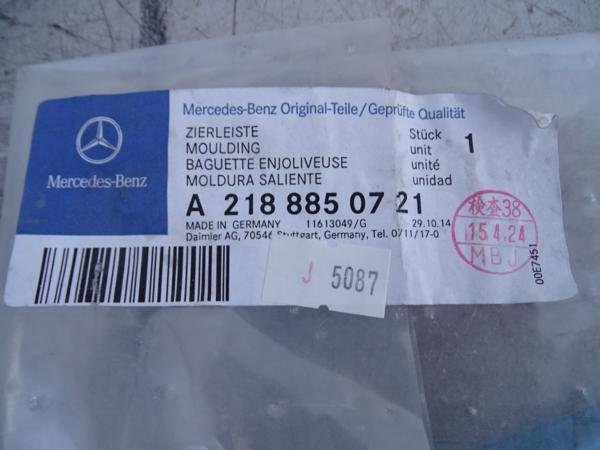 Mercedes-Benz Original-Teile/Geprüfte Qualität
Mercedes-Benz
ZIERLEISTE
MOULDING
BAGUETTE ENJOLIVEUSE
MOLDURA SALIENTE
Stück
unit
unité
unidad
1
A 218 885 07 21
MADE IN GERMANY 11613049/G 29.10.14
Daimler AG, 70546 Stuttgart, Germany, Tel. 0711/17-0
検査38
15.4.24
MBJ
00E7451
J 5087